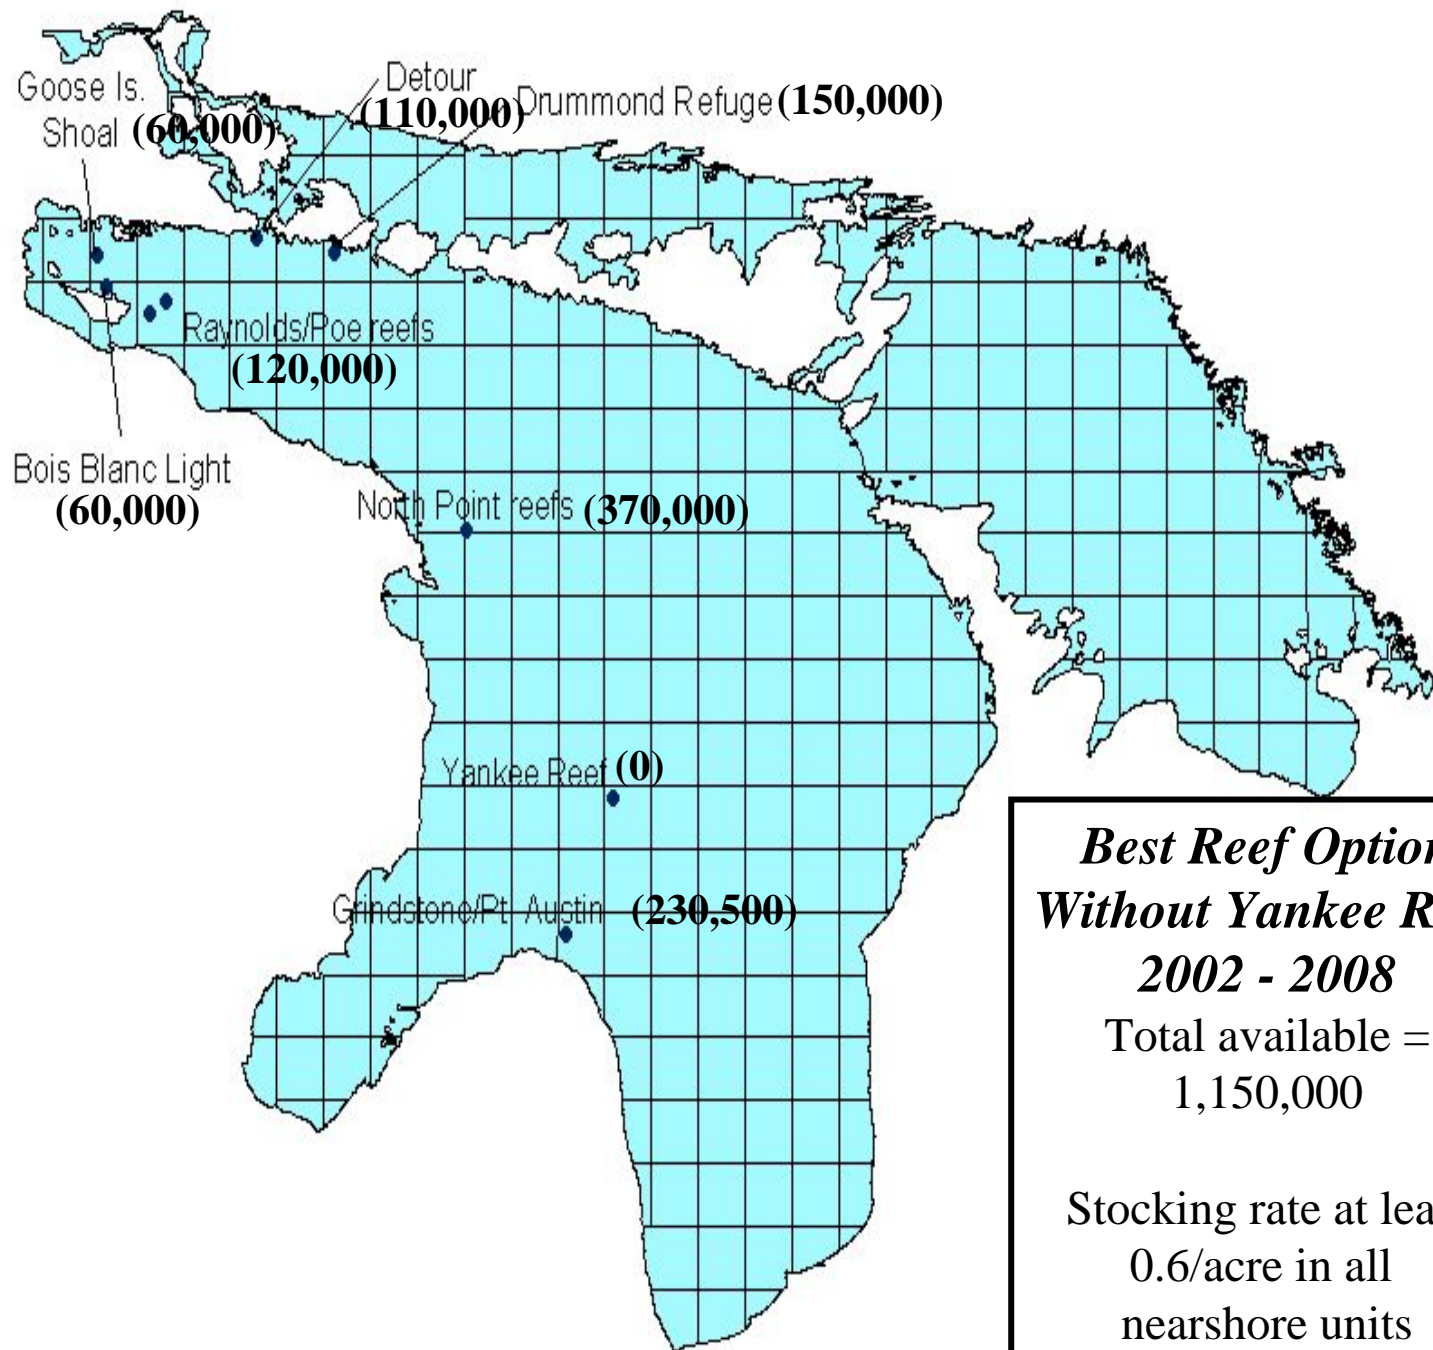 Goose Is.
Shoal (60,000)
Detour
(110,000)
Drummond Refuge (150,000)
Raynolds/Poe reefs
(120,000)
Bois Blanc Light
(60,000)
North Point reefs (370,000)
Yankee Reef (0)
Grindstone/Pt. Austin (230,500)
Best Reef Option
Without Yankee R
2002 - 2008
Total available =
1,150,000
Stocking rate at lea
0.6/acre in all
nearshore units